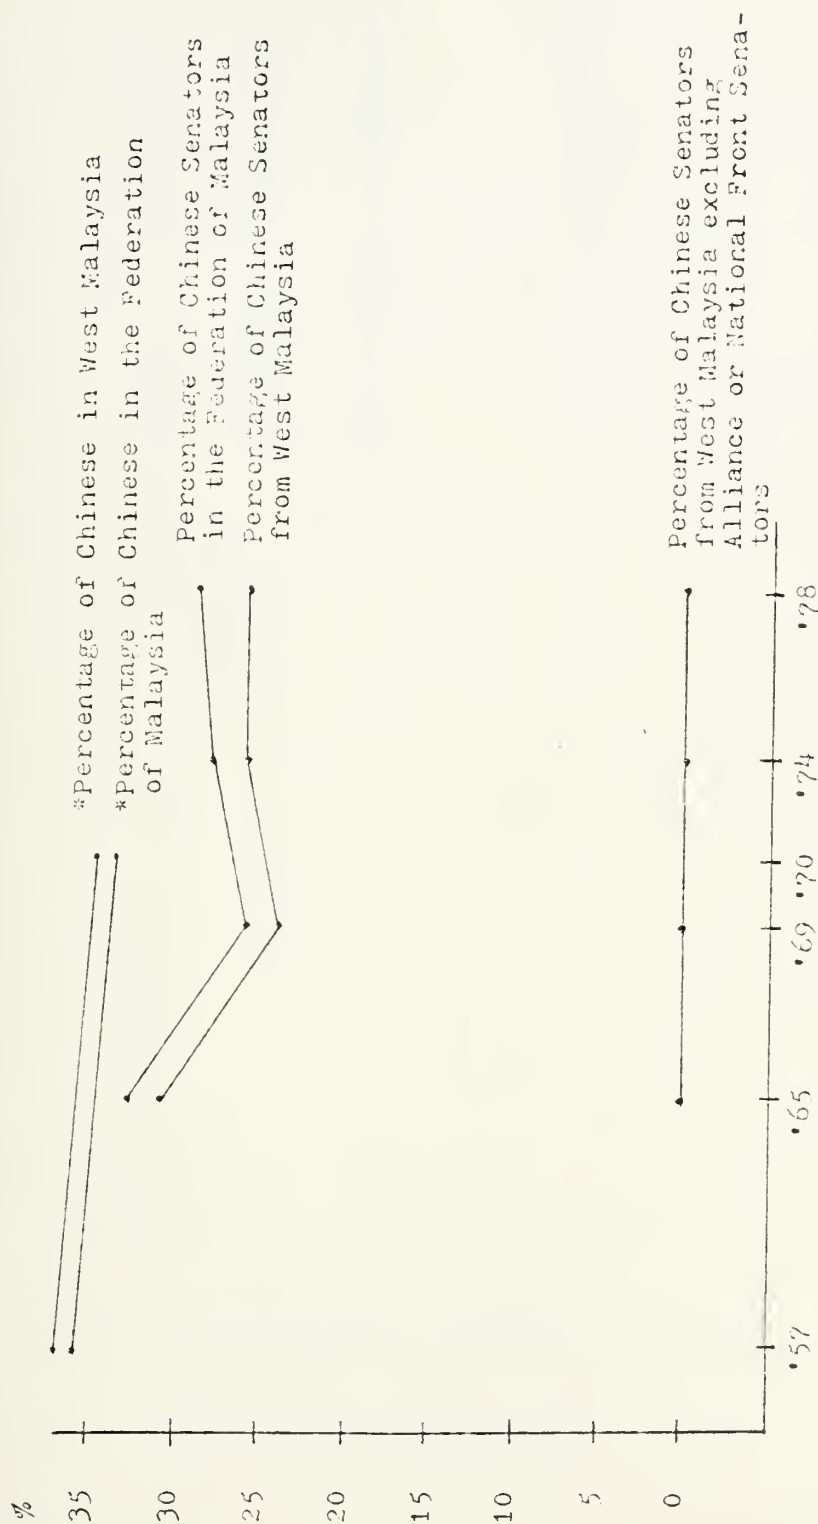 %
35
30
25
20
15
10
5
0
*Percentage of Chinese in West Malaysia
*Percentage of Chinese in the Federation
of Malaysia
Percentage of Chinese Senators
in the Federation of Malaysia
Percentage of Chinese Senators
from West Malaysia
Percentage of Chinese Senators
from West Malaysia excluding
Alliance or National Front Sena-
tors
'57
'65
'69
'70
'74
'78